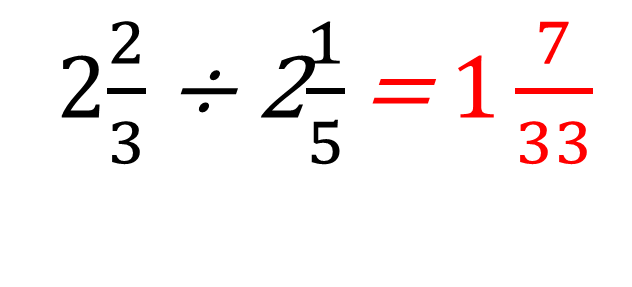 2 2/3 ÷ 2 1/5 = 1 7/33